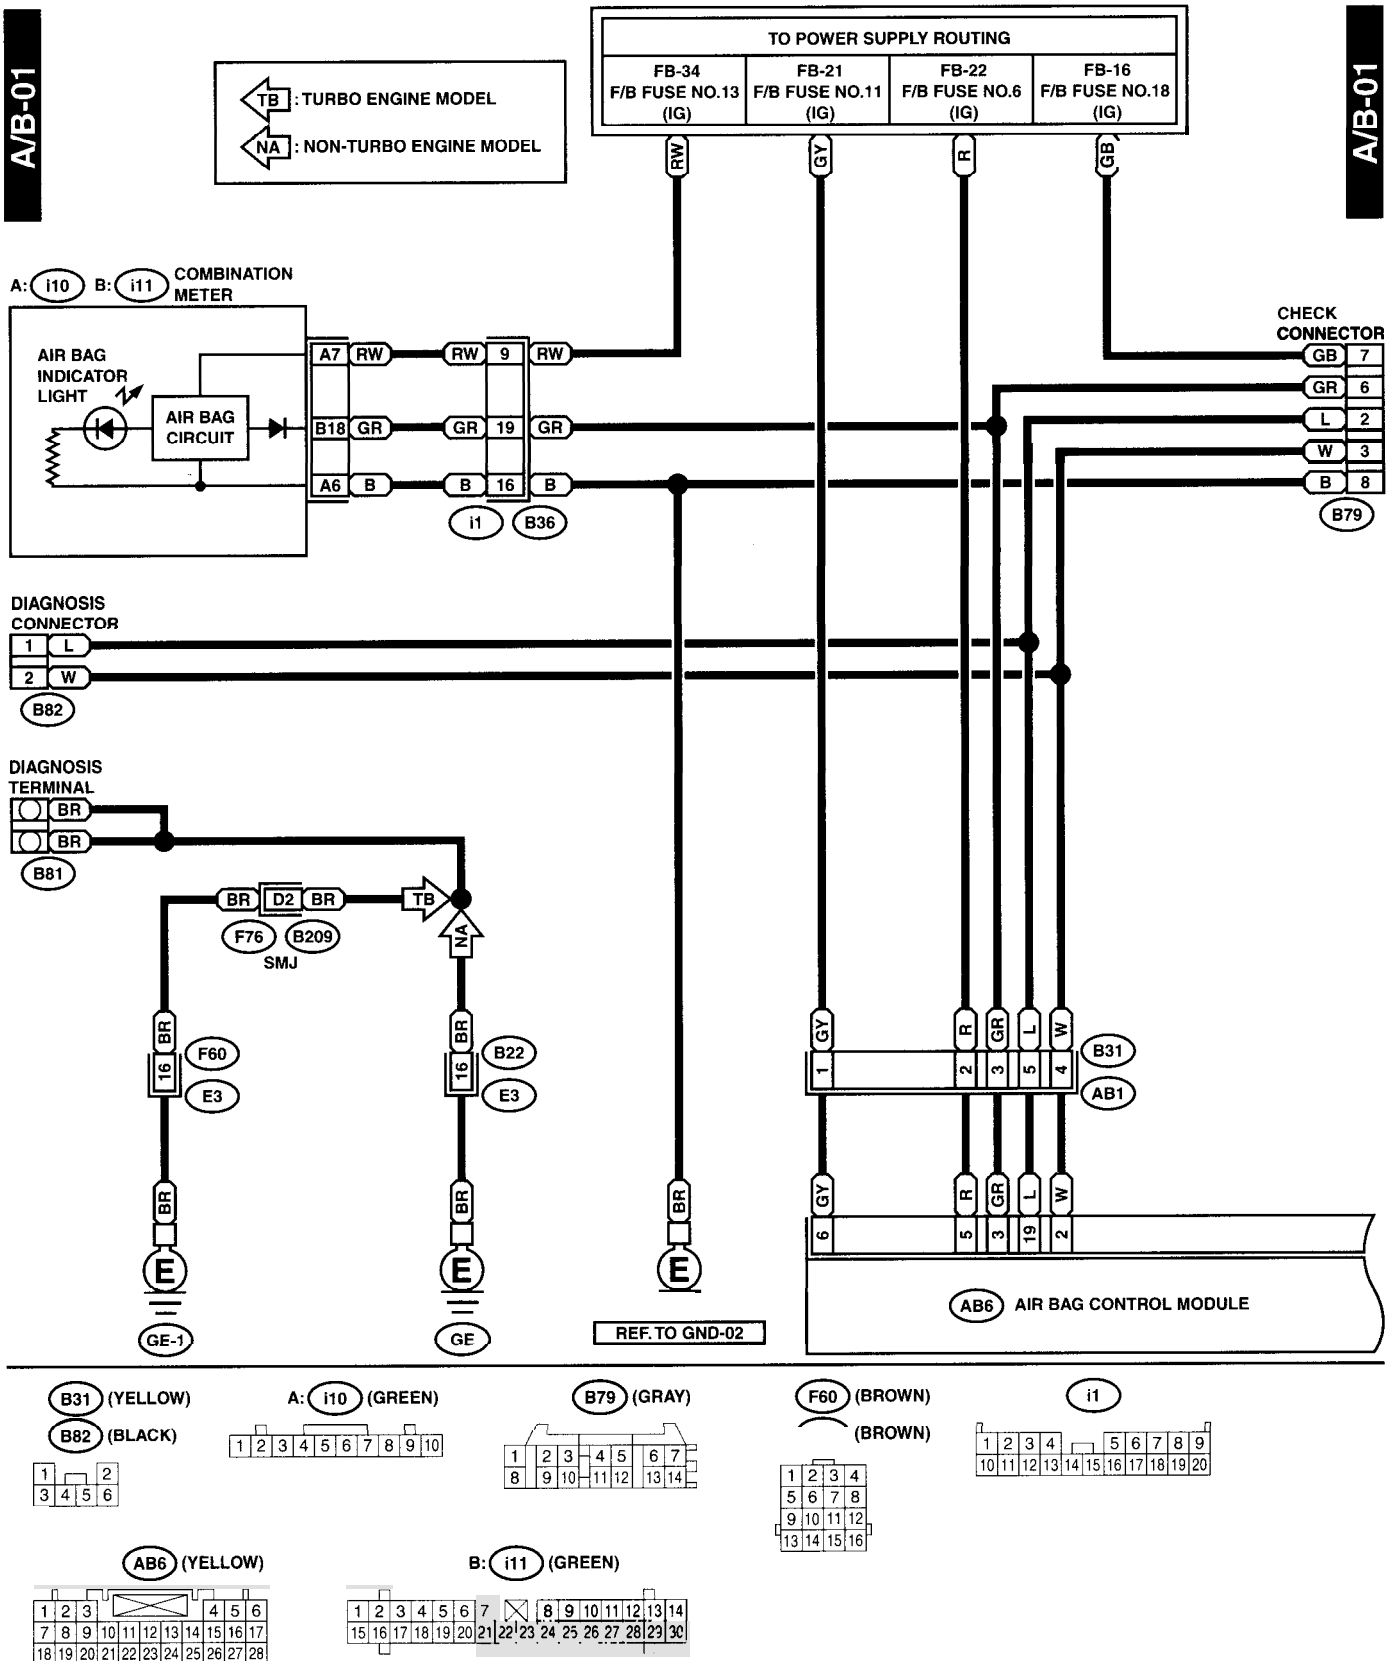 A/B-01
A/B-01
TO POWER SUPPLY ROUTING
FB-34
F/B FUSE NO.13
(IG)
FB-21
F/B FUSE NO.11
(IG)
FB-22
F/B FUSE NO.6
(IG)
FB-16
F/B FUSE NO.18
(IG)
TB : TURBO ENGINE MODEL
NA : NON-TURBO ENGINE MODEL
RW
GY
R
GB
A: i10 B: i11 COMBINATION
METER
AIR BAG
INDICATOR
LIGHT
AIR BAG
CIRCUIT
A7 RW RW 9 RW
B18 GR GR 19 GR
A6 B B 16 B
i1 B36
CHECK
CONNECTOR
GB 7
GR 6
L 2
W 3
B 8
B79
DIAGNOSIS
CONNECTOR
1 L
2 W
B82
DIAGNOSIS
TERMINAL
BR
BR
B81
BR D2 BR TB
F76 B209
SMJ
NA
BR
16
F60
E3
BR
BR
16
B22
E3
BR
BR
E
GE-1
E
GE
E
REF. TO GND-02
GY R GR L W
1 2 3 5 4
B31
AB1
GY R GR L W
6 5 3 19 2
AB6 AIR BAG CONTROL MODULE
B31 (YELLOW)
B82 (BLACK)
1 2
3 4 5 6
A: i10 (GREEN)
1 2 3 4 5 6 7 8 9 10
B79 (GRAY)
1 2 3 4 5 6 7
8 9 10 11 12 13 14
F60 (BROWN)
(BROWN)
1 2 3 4
5 6 7 8
9 10 11 12
13 14 15 16
i1
1 2 3 4 5 6 7 8 9
10 11 12 13 14 15 16 17 18 19 20
AB6 (YELLOW)
1 2 3 4 5 6
7 8 9 10 11 12 13 14 15 16 17
18 19 20 21 22 23 24 25 26 27 28
B: i11 (GREEN)
1 2 3 4 5 6 7 8 9 10 11 12 13 14
15 16 17 18 19 20 21 22 23 24 25 26 27 28 29 30